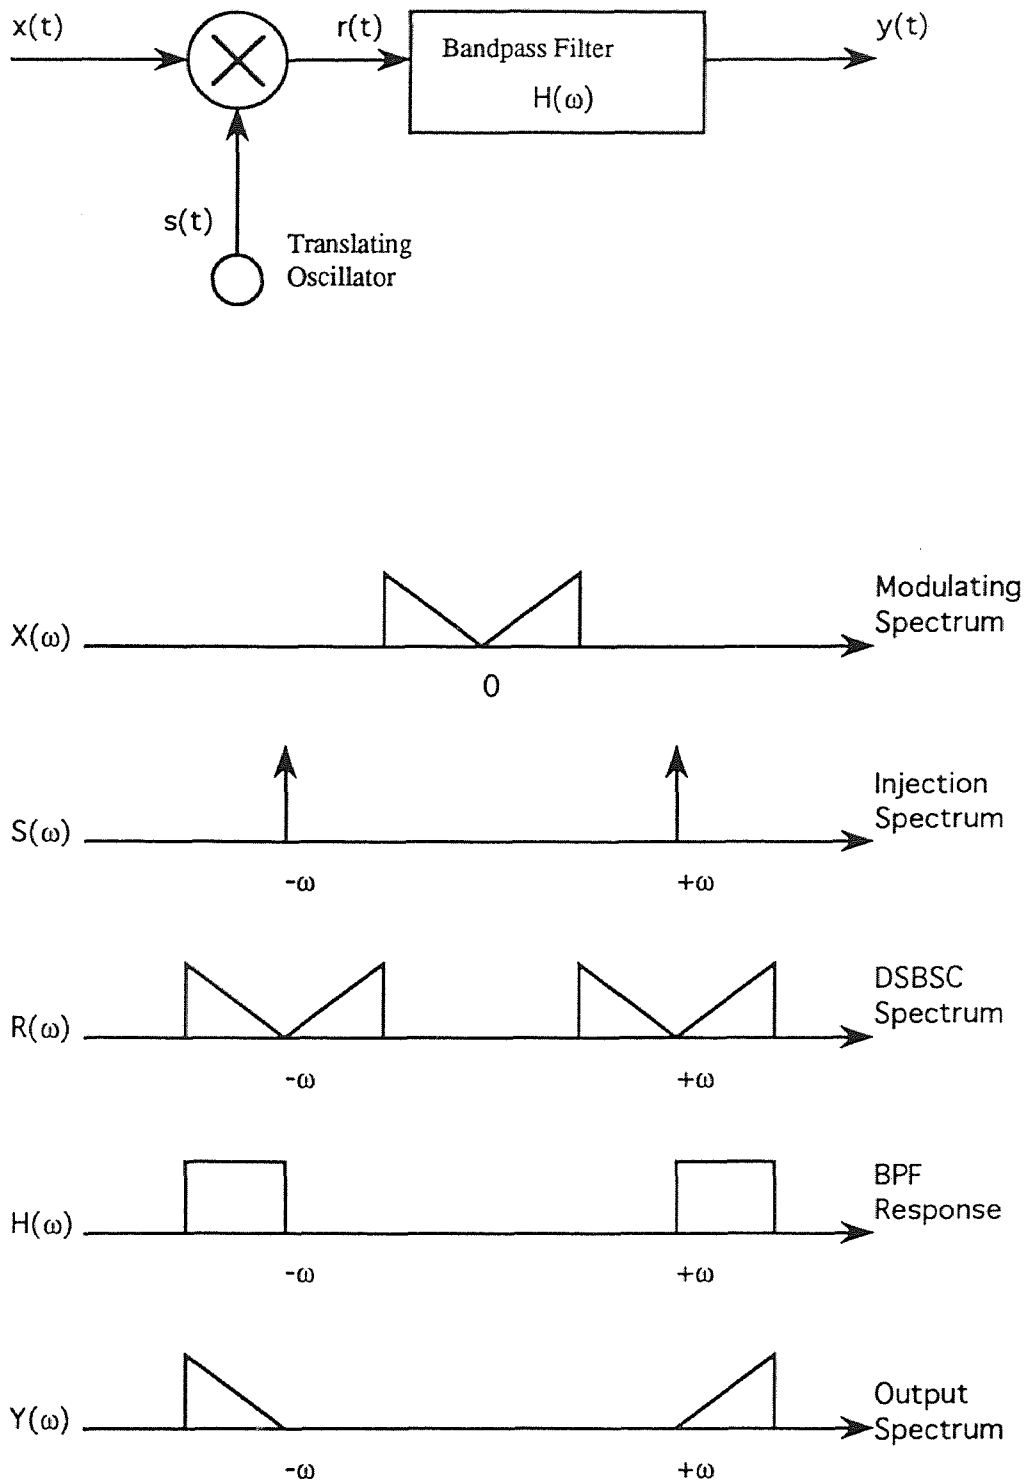 x(t)
r(t)
Bandpass Filter
H(ω)
y(t)
s(t)
Translating
Oscillator
X(ω)
0
Modulating
Spectrum
S(ω)
-ω
+ω
Injection
Spectrum
R(ω)
-ω
+ω
DSBSC
Spectrum
H(ω)
-ω
+ω
BPF
Response
Y(ω)
-ω
+ω
Output
Spectrum